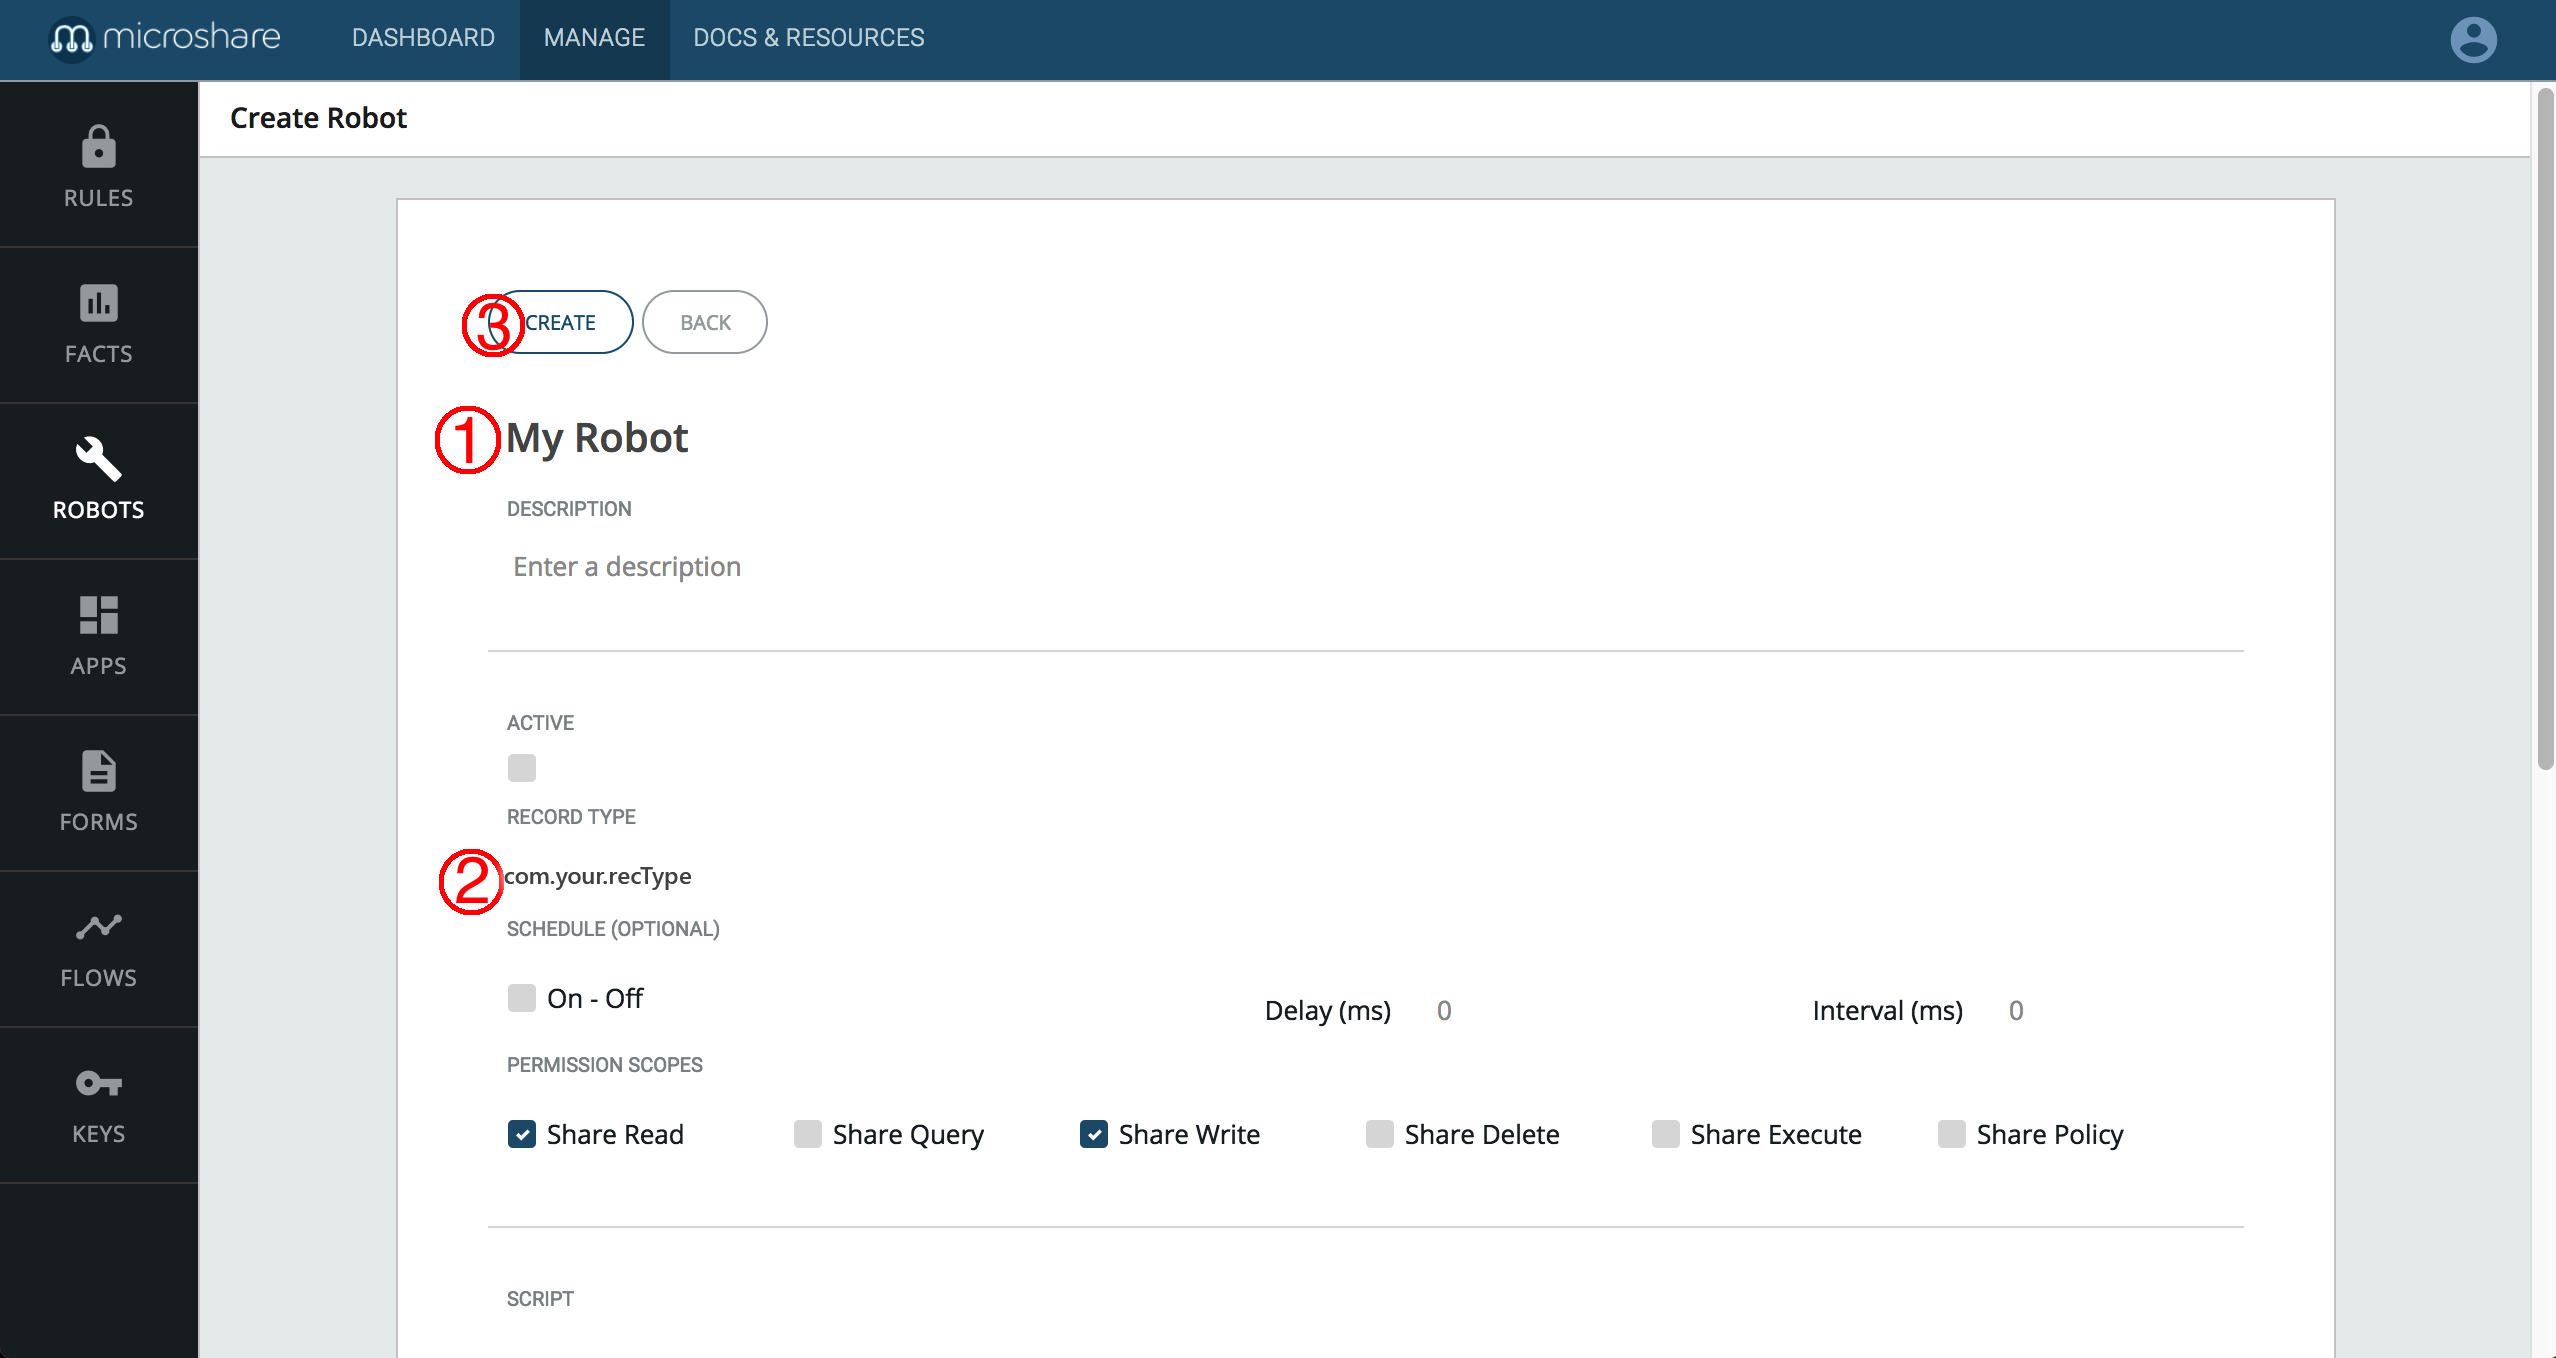 microshare DASHBOARD MANAGE DOCS & RESOURCES
Create Robot
RULES
FACTS
ROBOTS
APPS
FORMS
FLOWS
KEYS
③ CREATE BACK
① My Robot
DESCRIPTION
Enter a description
ACTIVE
RECORD TYPE
② com.your.recType
SCHEDULE (OPTIONAL)
On - Off Delay (ms) 0 Interval (ms) 0
PERMISSION SCOPES
Share Read Share Query Share Write Share Delete Share Execute Share Policy
SCRIPT